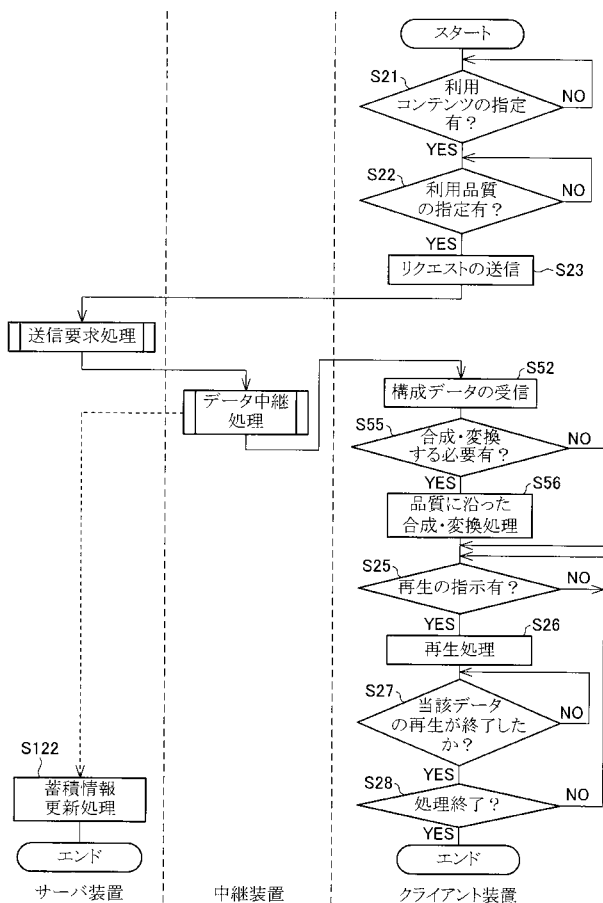 スタート
S21
利用
コンテンツの指定
有？
NO
YES
S22
利用品質
の指定有？
NO
YES
リクエストの送信
S23
送信要求処理
データ中継
処理
S52
構成データの受信
S55
合成・変換
する必要有？
NO
YES
S56
品質に沿った
合成・変換処理
S25
再生の指示有？
NO
YES
S26
再生処理
S27
当該データ
の再生が終了した
か？
NO
YES
S122
蓄積情報
更新処理
S28
処理終了？
NO
YES
エンド
エンド
サーバ装置
中継装置
クライアント装置